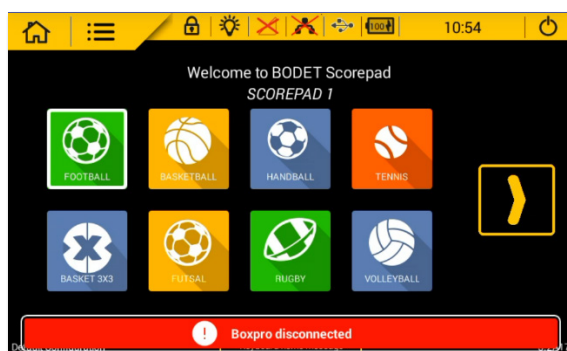 100
10:54
Welcome to BODET Scorepad
SCOREPAD 1
FOOTBALL
BASKETBALL
HANDBALL
TENNIS
BASKET 3X3
FUTSAL
RUGBY
VOLLEYBALL
! Boxpro disconnected